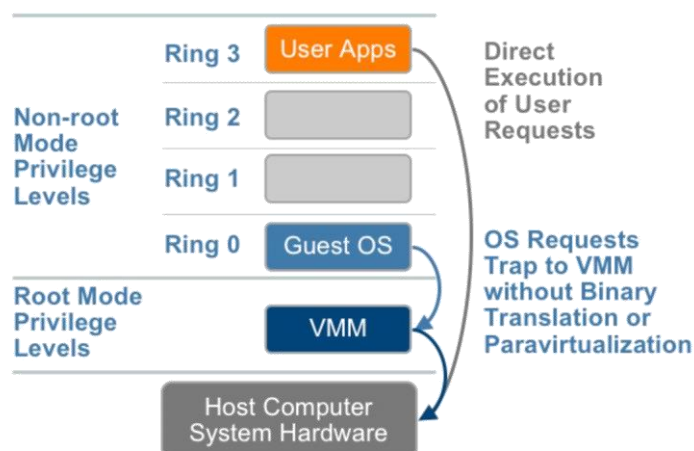 Ring 3
User Apps
Direct
Execution
of User
Requests
Non-root
Mode
Privilege
Levels
Ring 2
Ring 1
Ring 0
Guest OS
OS Requests
Trap to VMM
without Binary
Translation or
Paravirtualization
Root Mode
Privilege
Levels
VMM
Host Computer
System Hardware